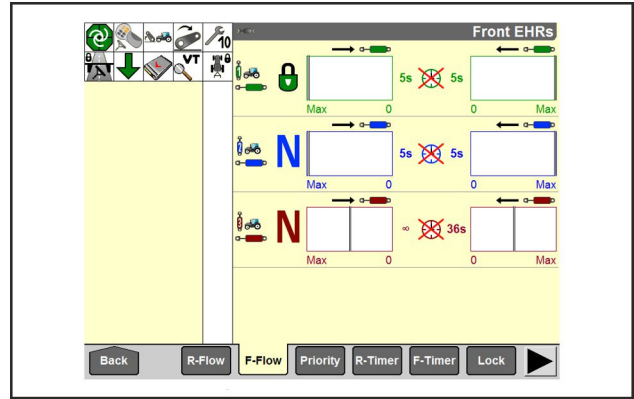 Front EHRs
10
VT
5s 5s
Max 0 0 Max
N 5s 5s
Max 0 0 Max
N ∞ 36s
Max 0 0 Max
Back R-Flow F-Flow Priority R-Timer F-Timer Lock